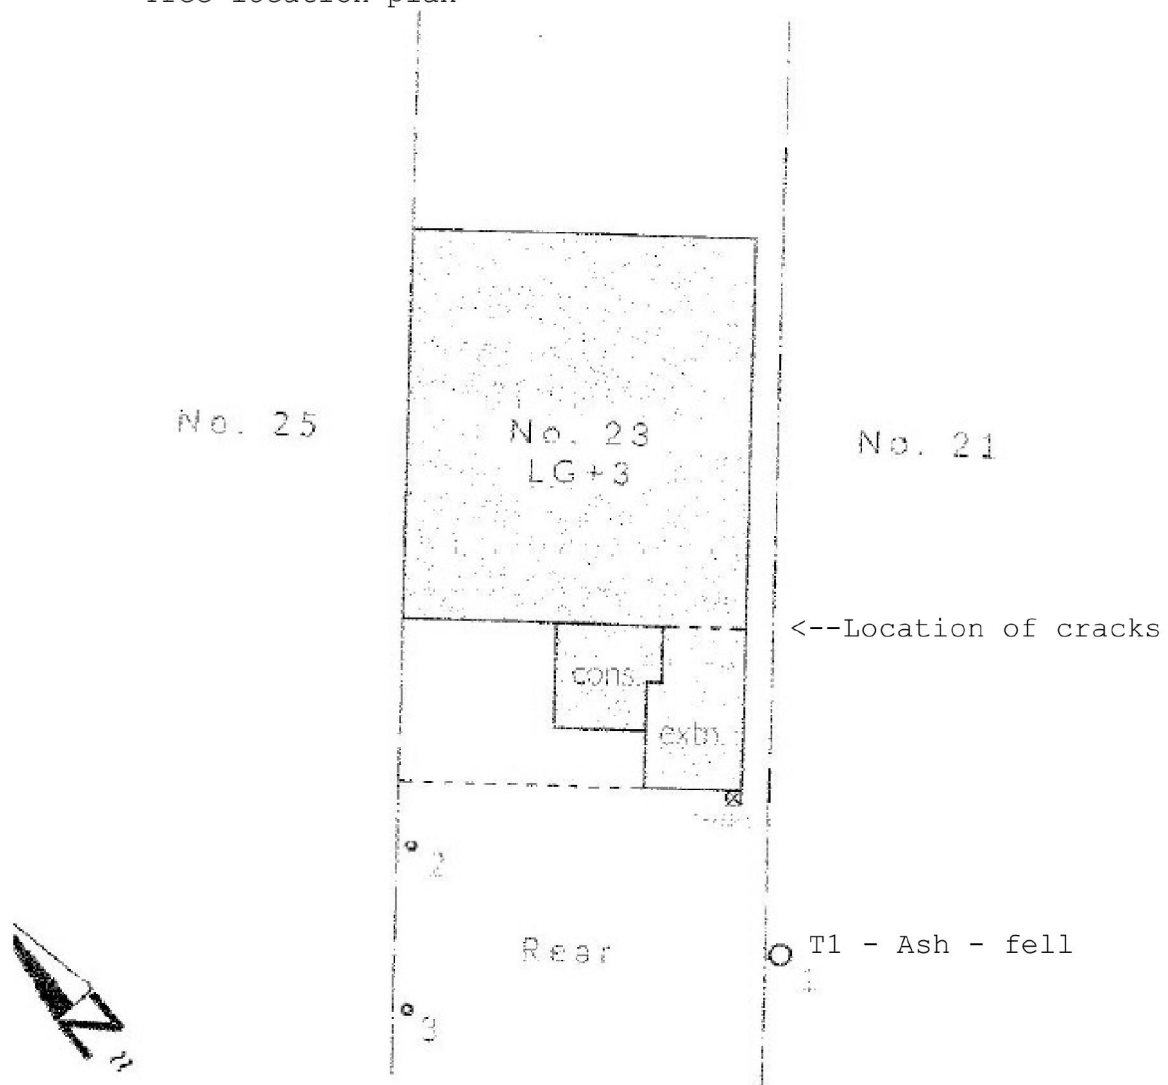 Tree location plan
No. 25
No. 23
LG+3
No. 21
<--Location of cracks
cons.
extn.
2
Rear
T1 - Ash - fell
1
3
N